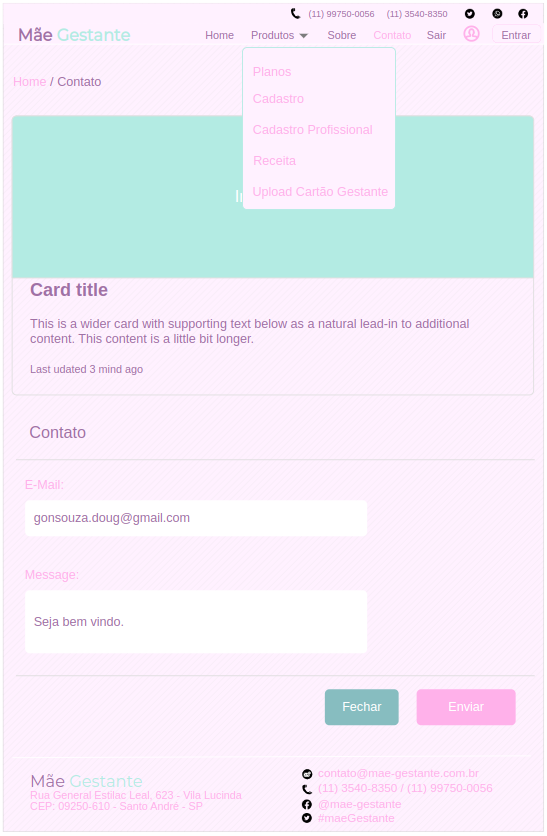 (11) 99750-0056 (11) 3540-8350
Mãe Gestante
Home Produtos Sobre Contato Sair Entrar
Planos
Cadastro
Cadastro Profissional
Receita
Upload Cartão Gestante
Home / Contato
Card title
This is a wider card with supporting text below as a natural lead-in to additional
content. This content is a little bit longer.
Last udated 3 mind ago
Contato
E-Mail:
gonsouza.doug@gmail.com
Message:
Seja bem vindo.
Fechar Enviar
Mãe Gestante
Rua General Estilac Leal, 623 - Vila Lucinda
CEP: 09250-610 - Santo André - SP
contato@mae-gestante.com.br
(11) 3540-8350 / (11) 99750-0056
@mae-gestante
#maeGestante